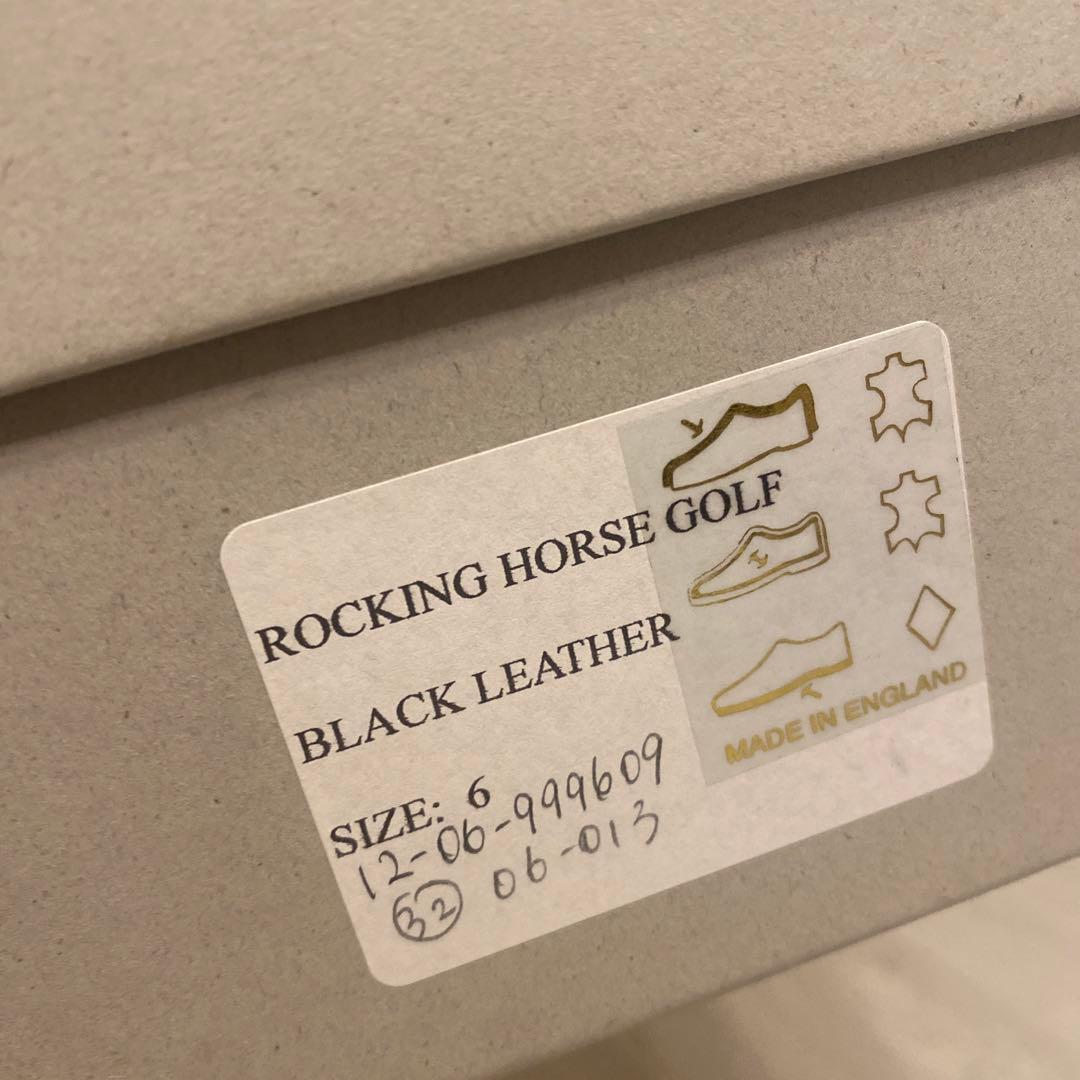 ROCKING HORSE GOLF
BLACK LEATHER
MADE IN ENGLAND
SIZE: 6
12-06-999609
32 06-013